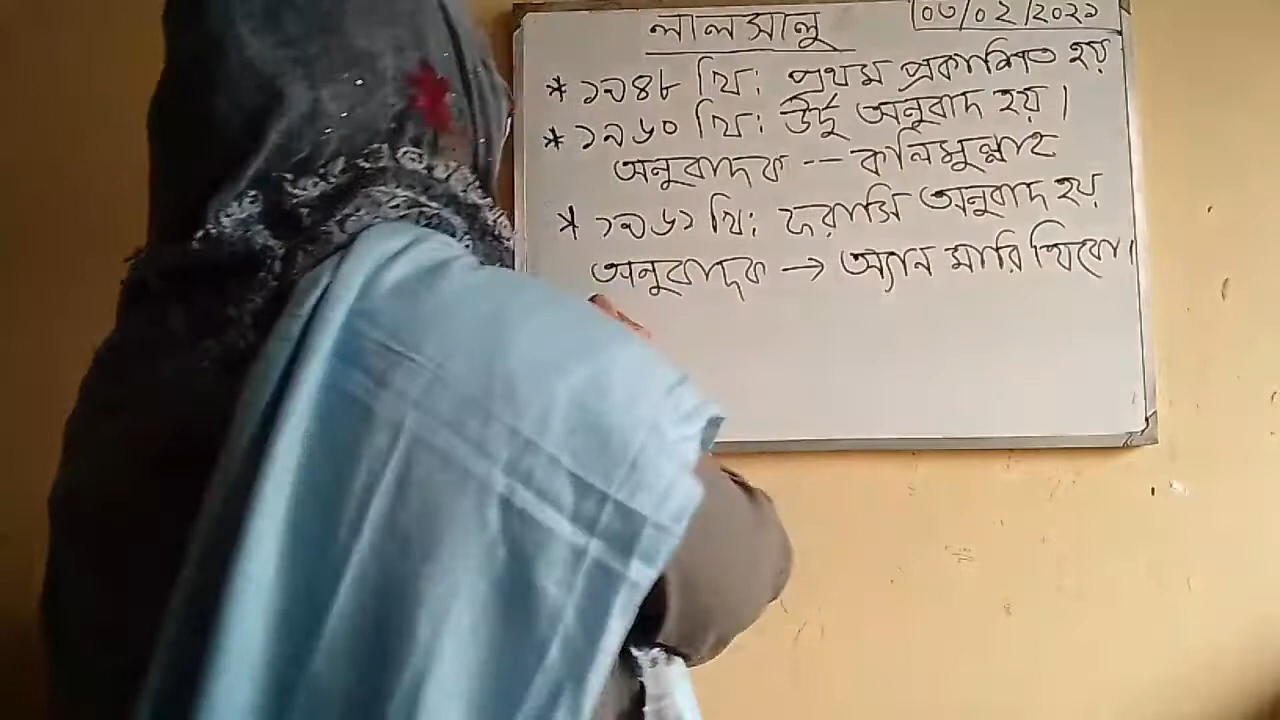 লালসালু
০৩/০২/২০২১
* ১৯৪৮ খ্রি: প্রথম প্রকাশিত হয়
* ১৯৬০ খ্রি: উর্দু অনুবাদ হয়।
অনুবাদক -- কলিমুল্লাহ
* ১৯৬১ খ্রি: ফরাসি অনুবাদ হয়
অনুবাদক → অ্যান মারি থিবো।